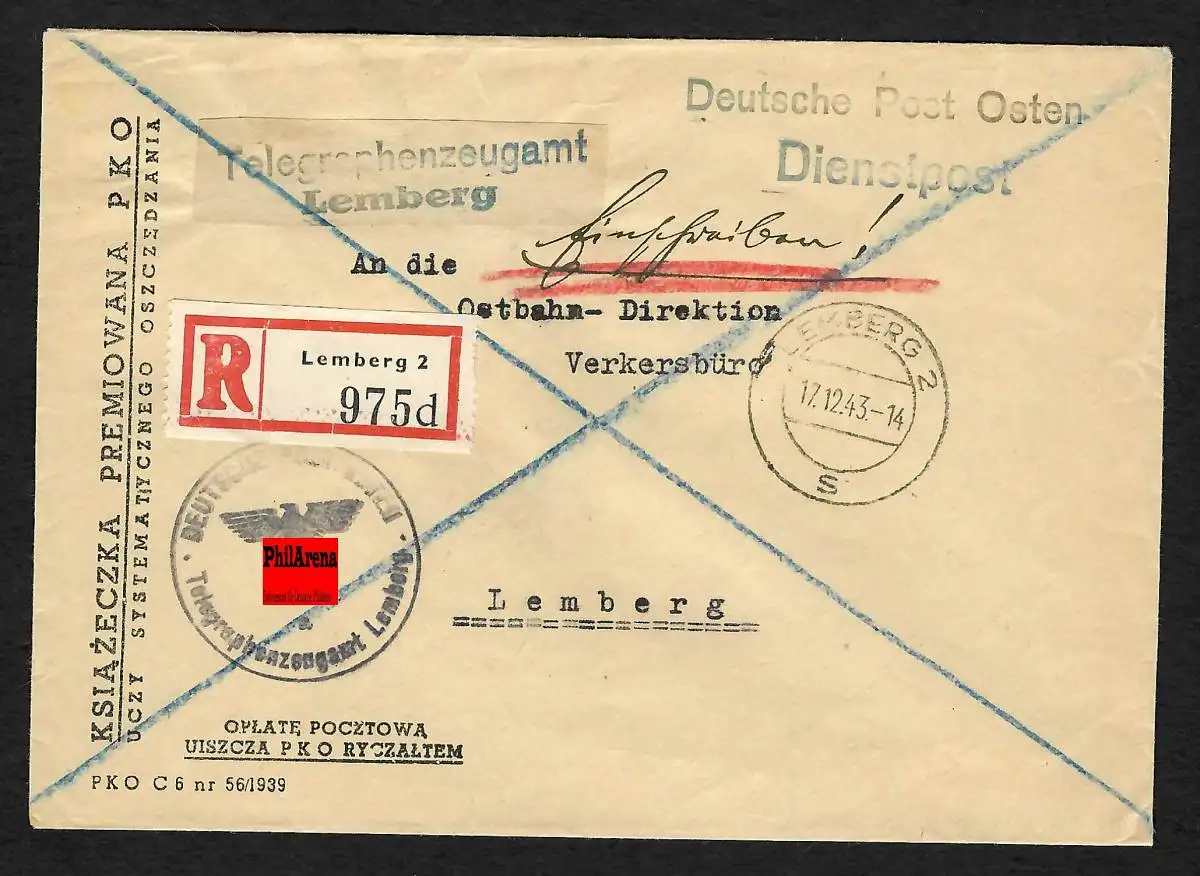 Deutsche Post Osten
Dienstpost
Telegraphenzeugamt
Lemberg
Einschreiben!
An die
Ostbahn- Direktion
Verkersbüro
R
Lemberg 2
975d
LEMBERG 2
17.12.43.-14
s
DEUTSCHE
Telegraphenzeugamt Lemberg
PhilArena
Lemberg
KSIĄŻECZKA PREMIOWANA PKO
UCZY SYSTEMATYCZNEGO OSZCZĘDZANIA
OPŁATĘ POCZTOWĄ
UISZCZA PKO RYCZAŁTEM
PKO C6 nr 56/1939